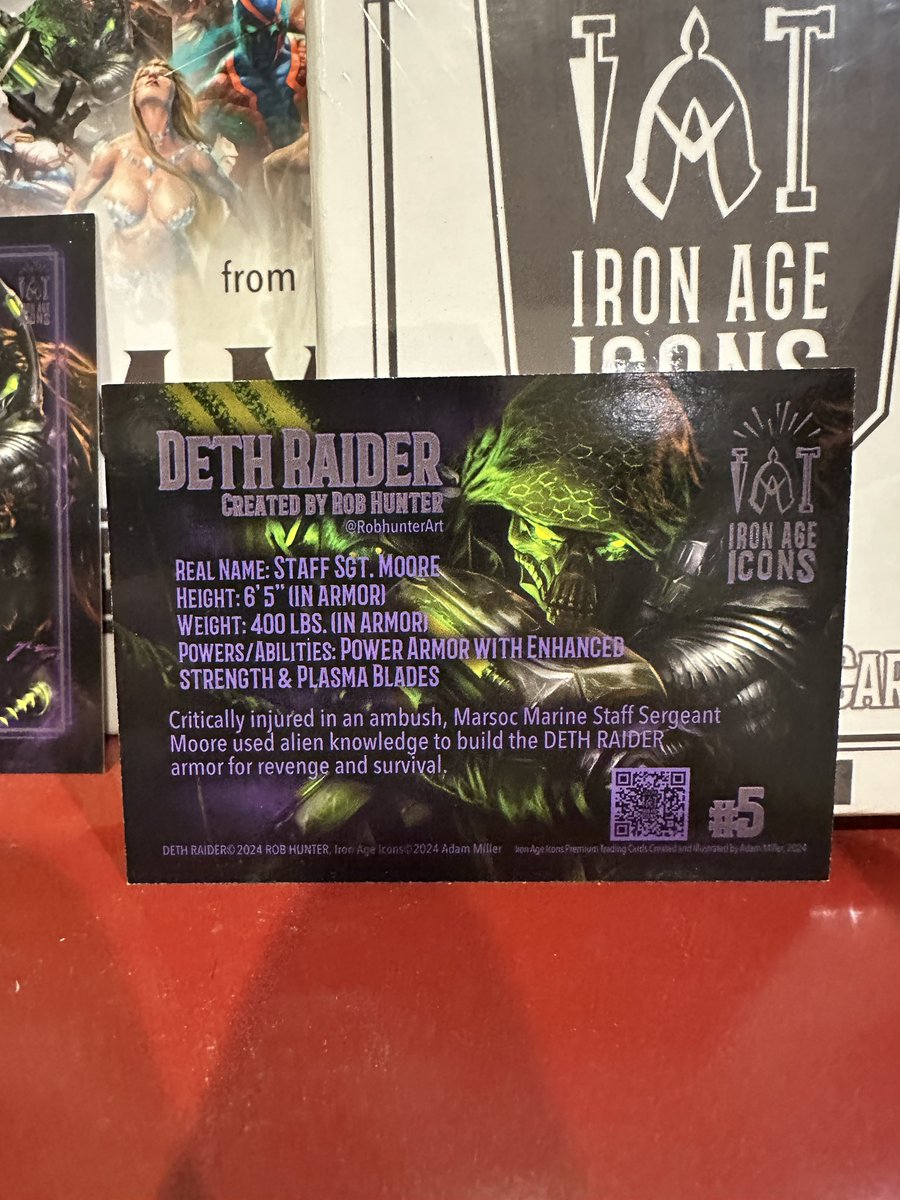 from
IAI
IRON AGE
ICONS
DETH RAIDER
CREATED BY ROB HUNTER
@RobhunterArt
IAI
IRON AGE
ICONS
REAL NAME: STAFF SGT. MOORE
HEIGHT: 6'5" (IN ARMOR)
WEIGHT: 400 LBS. (IN ARMOR)
POWERS/ABILITIES: POWER ARMOR WITH ENHANCED
STRENGTH & PLASMA BLADES
Critically injured in an ambush, Marsoc Marine Staff Sergeant
Moore used alien knowledge to build the DETH RAIDER
armor for revenge and survival.
#5
DETH RAIDER©2024 ROB HUNTER, Iron Age Icons©2024 Adam Miller
Iron Age Icons Premium Trading Cards Created and Illustrated by Adam Miller, 2024